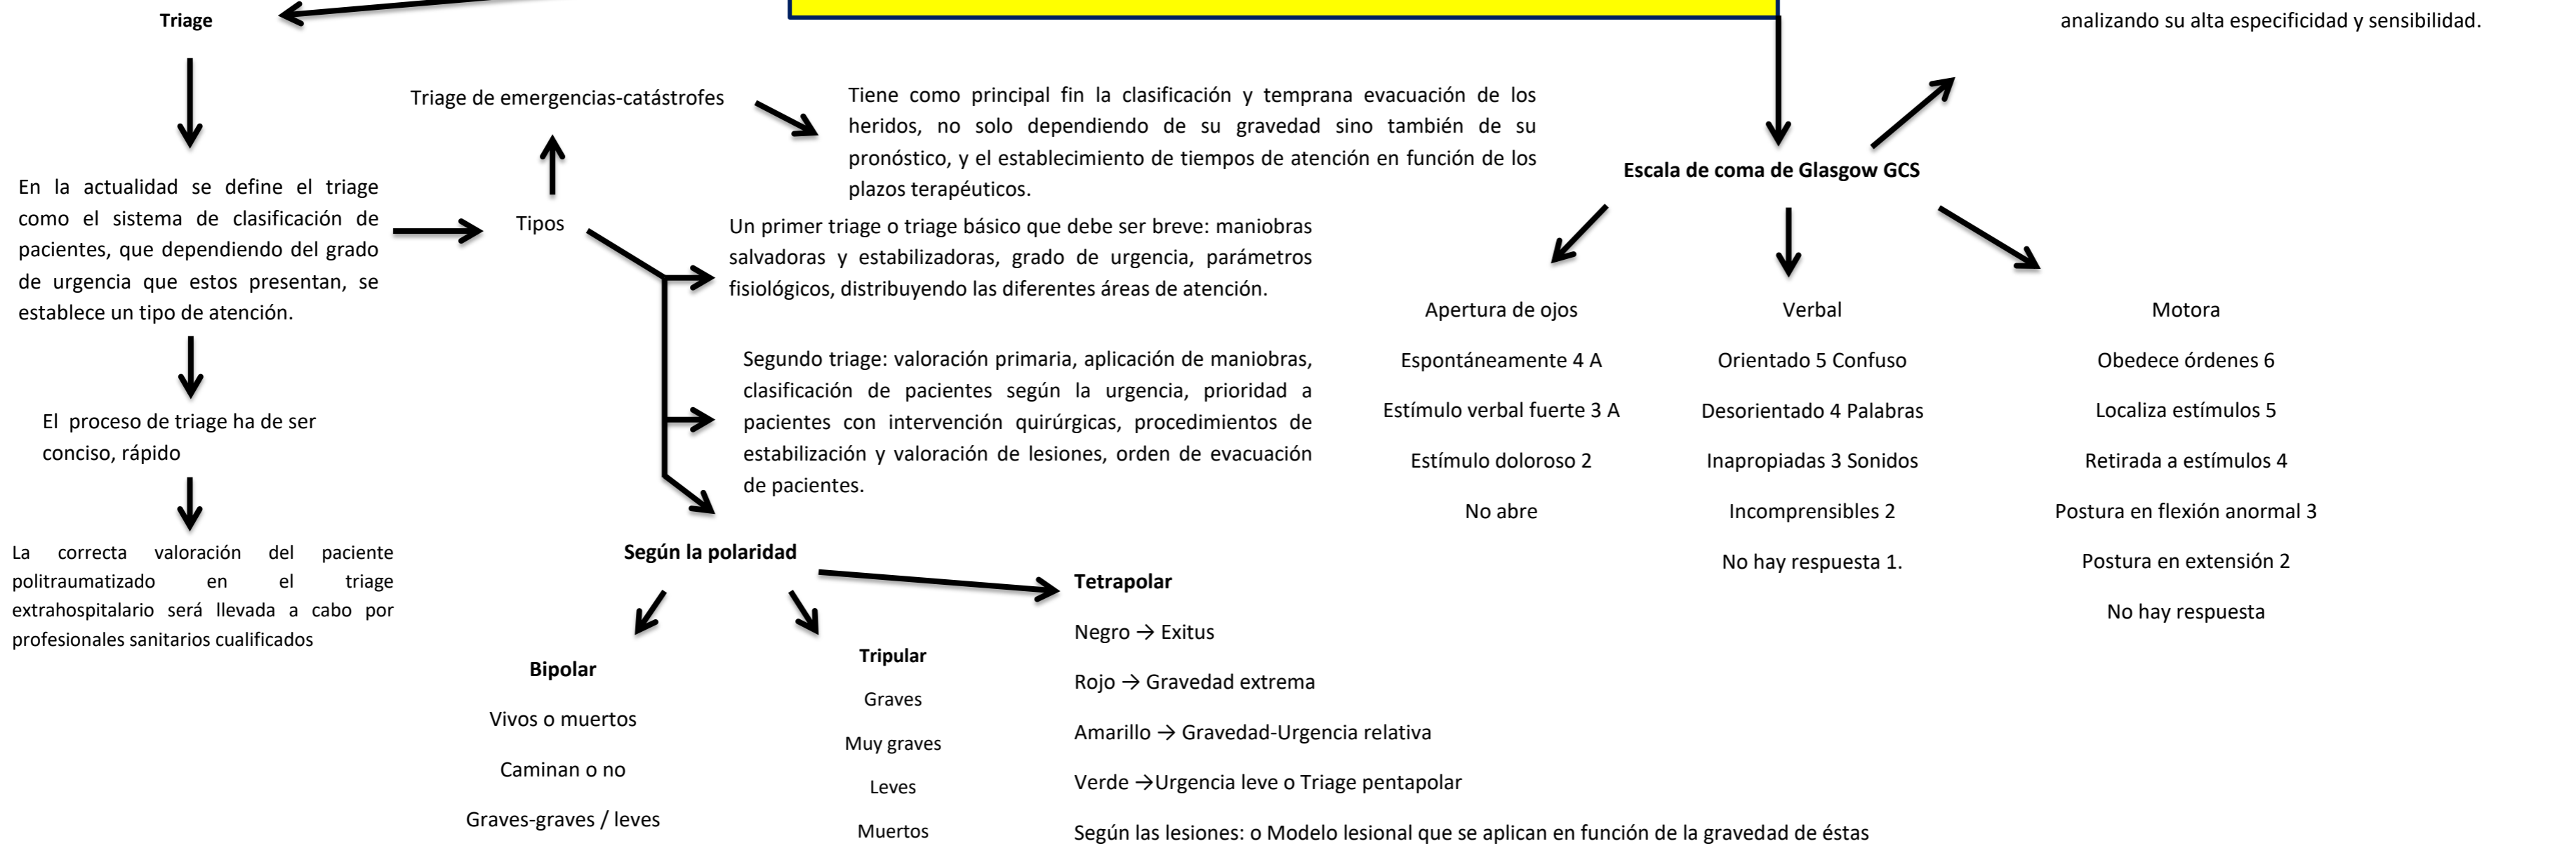 Triage
analizando su alta especificidad y sensibilidad.
Triage de emergencias-catástrofes
Tiene como principal fin la clasificación y temprana evacuación de los
heridos, no solo dependiendo de su gravedad sino también de su
pronóstico, y el establecimiento de tiempos de atención en función de los
plazos terapéuticos.
En la actualidad se define el triage
como el sistema de clasificación de
pacientes, que dependiendo del grado
de urgencia que estos presentan, se
establece un tipo de atención.
Tipos
Un primer triage o triage básico que debe ser breve: maniobras
salvadoras y estabilizadoras, grado de urgencia, parámetros
fisiológicos, distribuyendo las diferentes áreas de atención.
Segundo triage: valoración primaria, aplicación de maniobras,
clasificación de pacientes según la urgencia, prioridad a
pacientes con intervención quirúrgicas, procedimientos de
estabilización y valoración de lesiones, orden de evacuación
de pacientes.
El proceso de triage ha de ser
conciso, rápido
La correcta valoración del paciente
politraumatizado en el triage
extrahospitalario será llevada a cabo por
profesionales sanitarios cualificados
Según la polaridad
Bipolar
Vivos o muertos
Caminan o no
Graves-graves / leves
Tripular
Graves
Muy graves
Leves
Muertos
Tetrapolar
Negro → Exitus
Rojo → Gravedad extrema
Amarillo → Gravedad-Urgencia relativa
Verde →Urgencia leve o Triage pentapolar
Según las lesiones: o Modelo lesional que se aplican en función de la gravedad de éstas
Escala de coma de Glasgow GCS
Apertura de ojos
Espontáneamente 4 A
Estímulo verbal fuerte 3 A
Estímulo doloroso 2
No abre
Verbal
Orientado 5 Confuso
Desorientado 4 Palabras
Inapropiadas 3 Sonidos
Incomprensibles 2
No hay respuesta 1.
Motora
Obedece órdenes 6
Localiza estímulos 5
Retirada a estímulos 4
Postura en flexión anormal 3
Postura en extensión 2
No hay respuesta